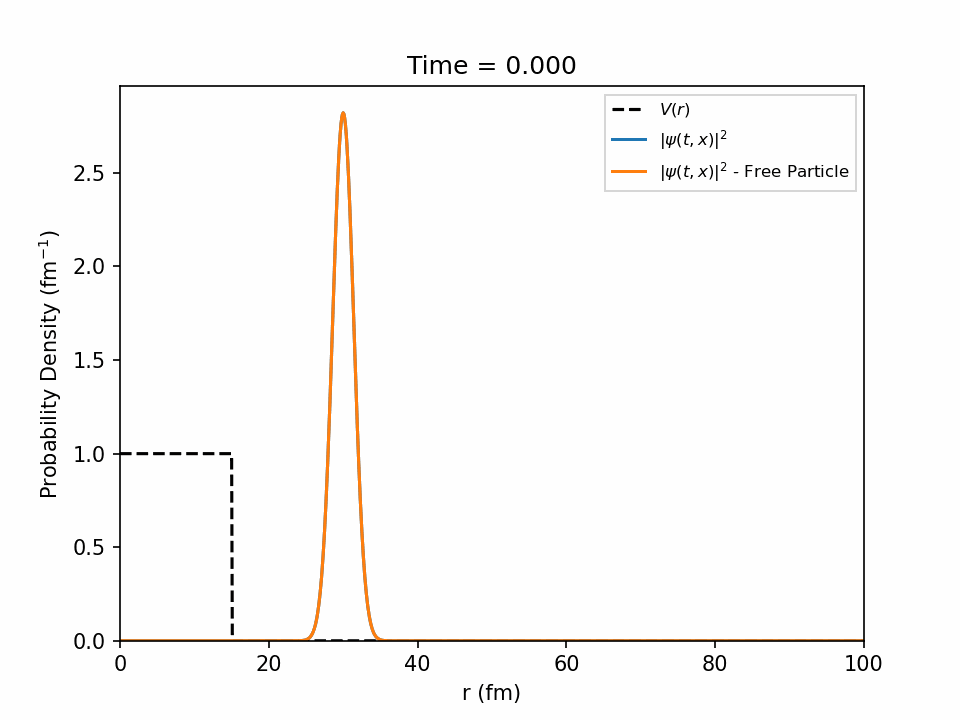 Time = 0.000
V(r)
|ψ(t, x)|²
|ψ(t, x)|² - Free Particle
Probability Density (fm⁻¹)
2.5
2.0
1.5
1.0
0.5
0.0
0 20 40 60 80 100
r (fm)